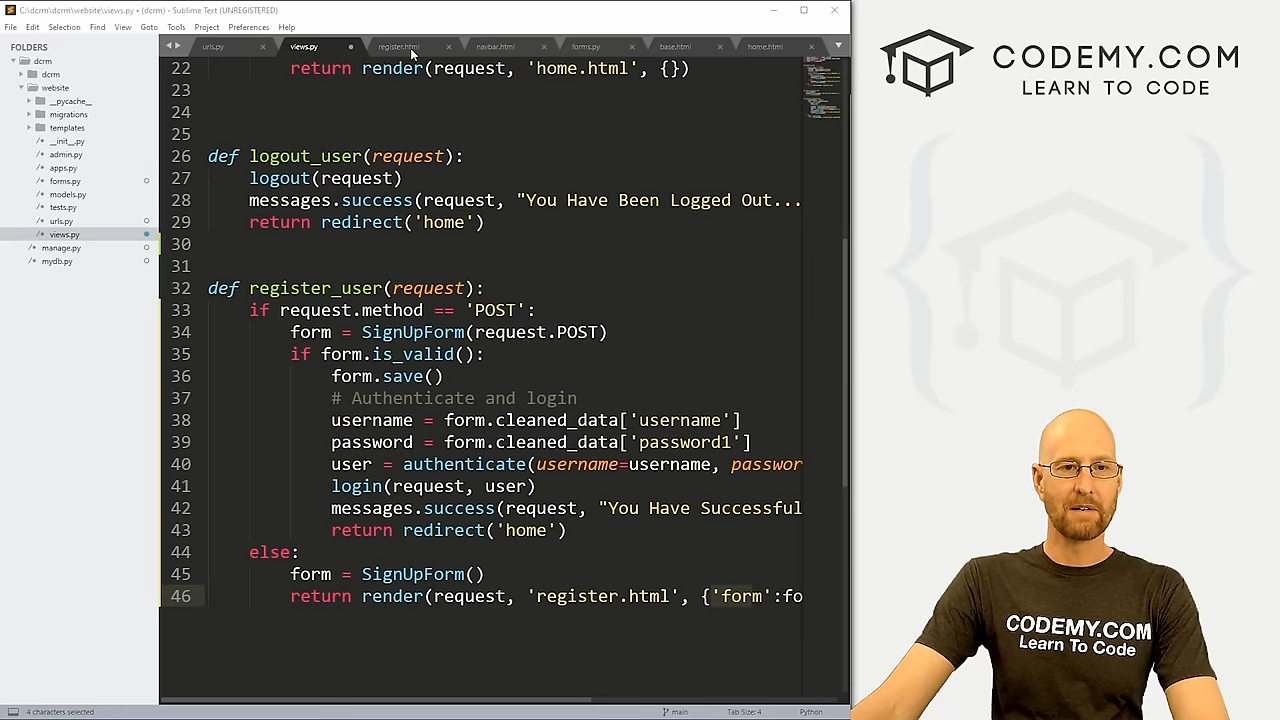 C:\dcrm\dcrm\website\views.py • (dcrm) - Sublime Text (UNREGISTERED)
File Edit Selection Find View Goto Tools Project Preferences Help
FOLDERS
dcrm
dcrm
website
__pycache__
migrations
templates
__init__.py
admin.py
apps.py
forms.py
models.py
tests.py
urls.py
views.py
manage.py
mydb.py
urls.py views.py register.html navbar.html forms.py base.html home.html
22 return render(request, 'home.html', {})
23
24
25
26 def logout_user(request):
27 logout(request)
28 messages.success(request, "You Have Been Logged Out...
29 return redirect('home')
30
31
32 def register_user(request):
33 if request.method == 'POST':
34 form = SignUpForm(request.POST)
35 if form.is_valid():
36 form.save()
37 # Authenticate and login
38 username = form.cleaned_data['username']
39 password = form.cleaned_data['password1']
40 user = authenticate(username=username, passwor
41 login(request, user)
42 messages.success(request, "You Have Successful
43 return redirect('home')
44 else:
45 form = SignUpForm()
46 return render(request, 'register.html', {'form':fo
4 characters selected main Tab Size: 4 Python
CODEMY.COM
LEARN TO CODE
CODEMY.COM
Learn To Code